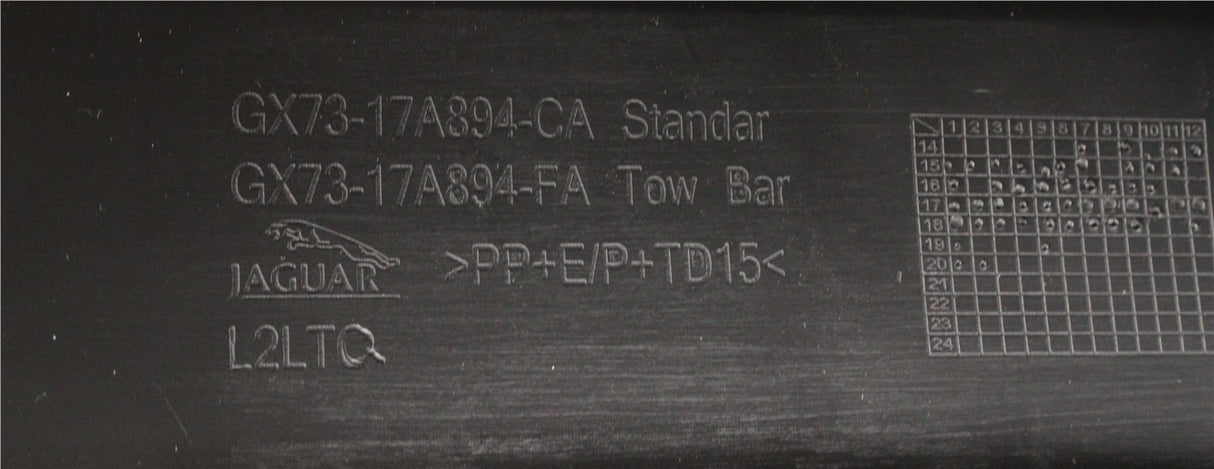 GX73-17A894-CA Standar
GX73-17A894-FA Tow Bar
JAGUAR
>PP+E/P+TD15<
L2LTQ
1 2 3 4 5 6 7 8 9 10 11 12
14
15
16
17
18
19
20
21
22
23
24